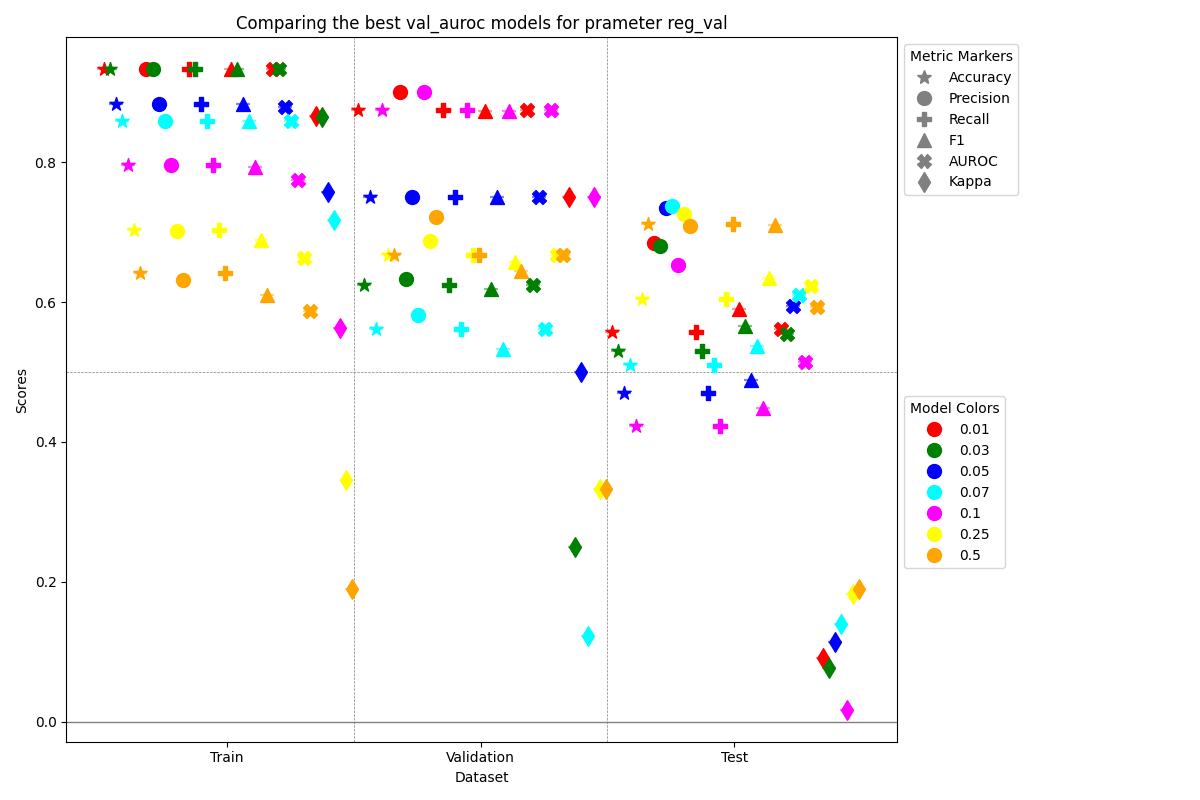 Comparing the best val_auroc models for prameter reg_val
Scores
0.8
0.6
0.4
0.2
0.0
Train
Validation
Test
Dataset
Metric Markers
Accuracy
Precision
Recall
F1
AUROC
Kappa
Model Colors
0.01
0.03
0.05
0.07
0.1
0.25
0.5